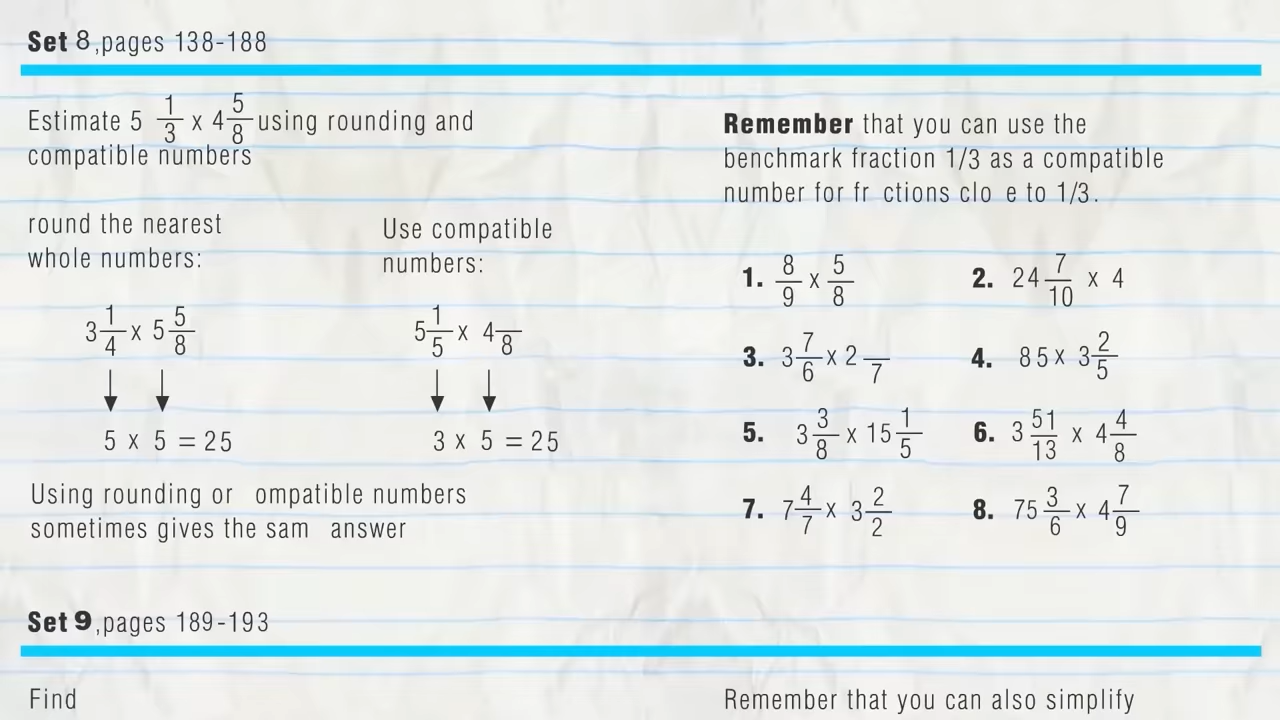 Set 8,pages 138-188
Estimate 5 1/3 x 4 5/8 using rounding and
compatible numbers
round the nearest
whole numbers:
3 1/4 x 5 5/8
5 x 5 = 25
Use compatible
numbers:
5 1/5 x 4 /8
3 x 5 = 25
Using rounding or ompatible numbers
sometimes gives the sam answer
Remember that you can use the
benchmark fraction 1/3 as a compatible
number for fr ctions clo e to 1/3.
1. 8/9 x 5/8
2. 24 7/10 x 4
3. 3 7/6 x 2 /7
4. 85 x 3 2/5
5. 3 3/8 x 15 1/5
6. 3 51/13 x 4 4/8
7. 7 4/7 x 3 2/2
8. 75 3/6 x 4 7/9
Set 9,pages 189-193
Find
Remember that you can also simplify